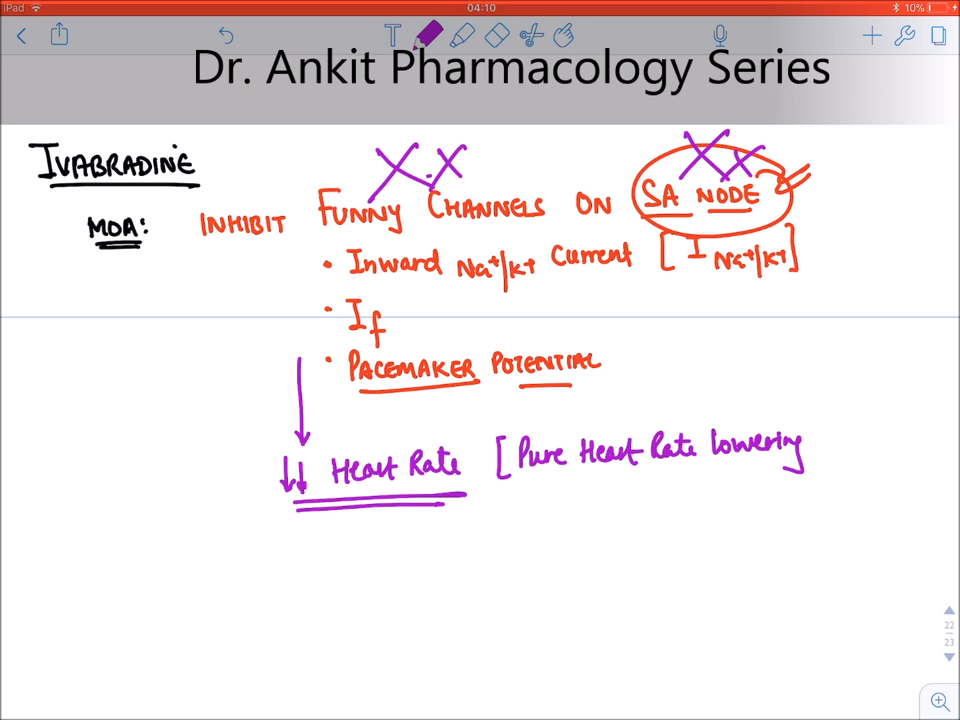 iPad 04:10 10%
Dr. Ankit Pharmacology Series
IVABRADINE
MOA: INHIBIT FUNNY CHANNELS ON SA NODE
• Inward Na+/K+ Current [I Na+/K+]
• If
• PACEMAKER POTENTIAL
↓↓ Heart Rate [Pure Heart Rate lowering
22
23